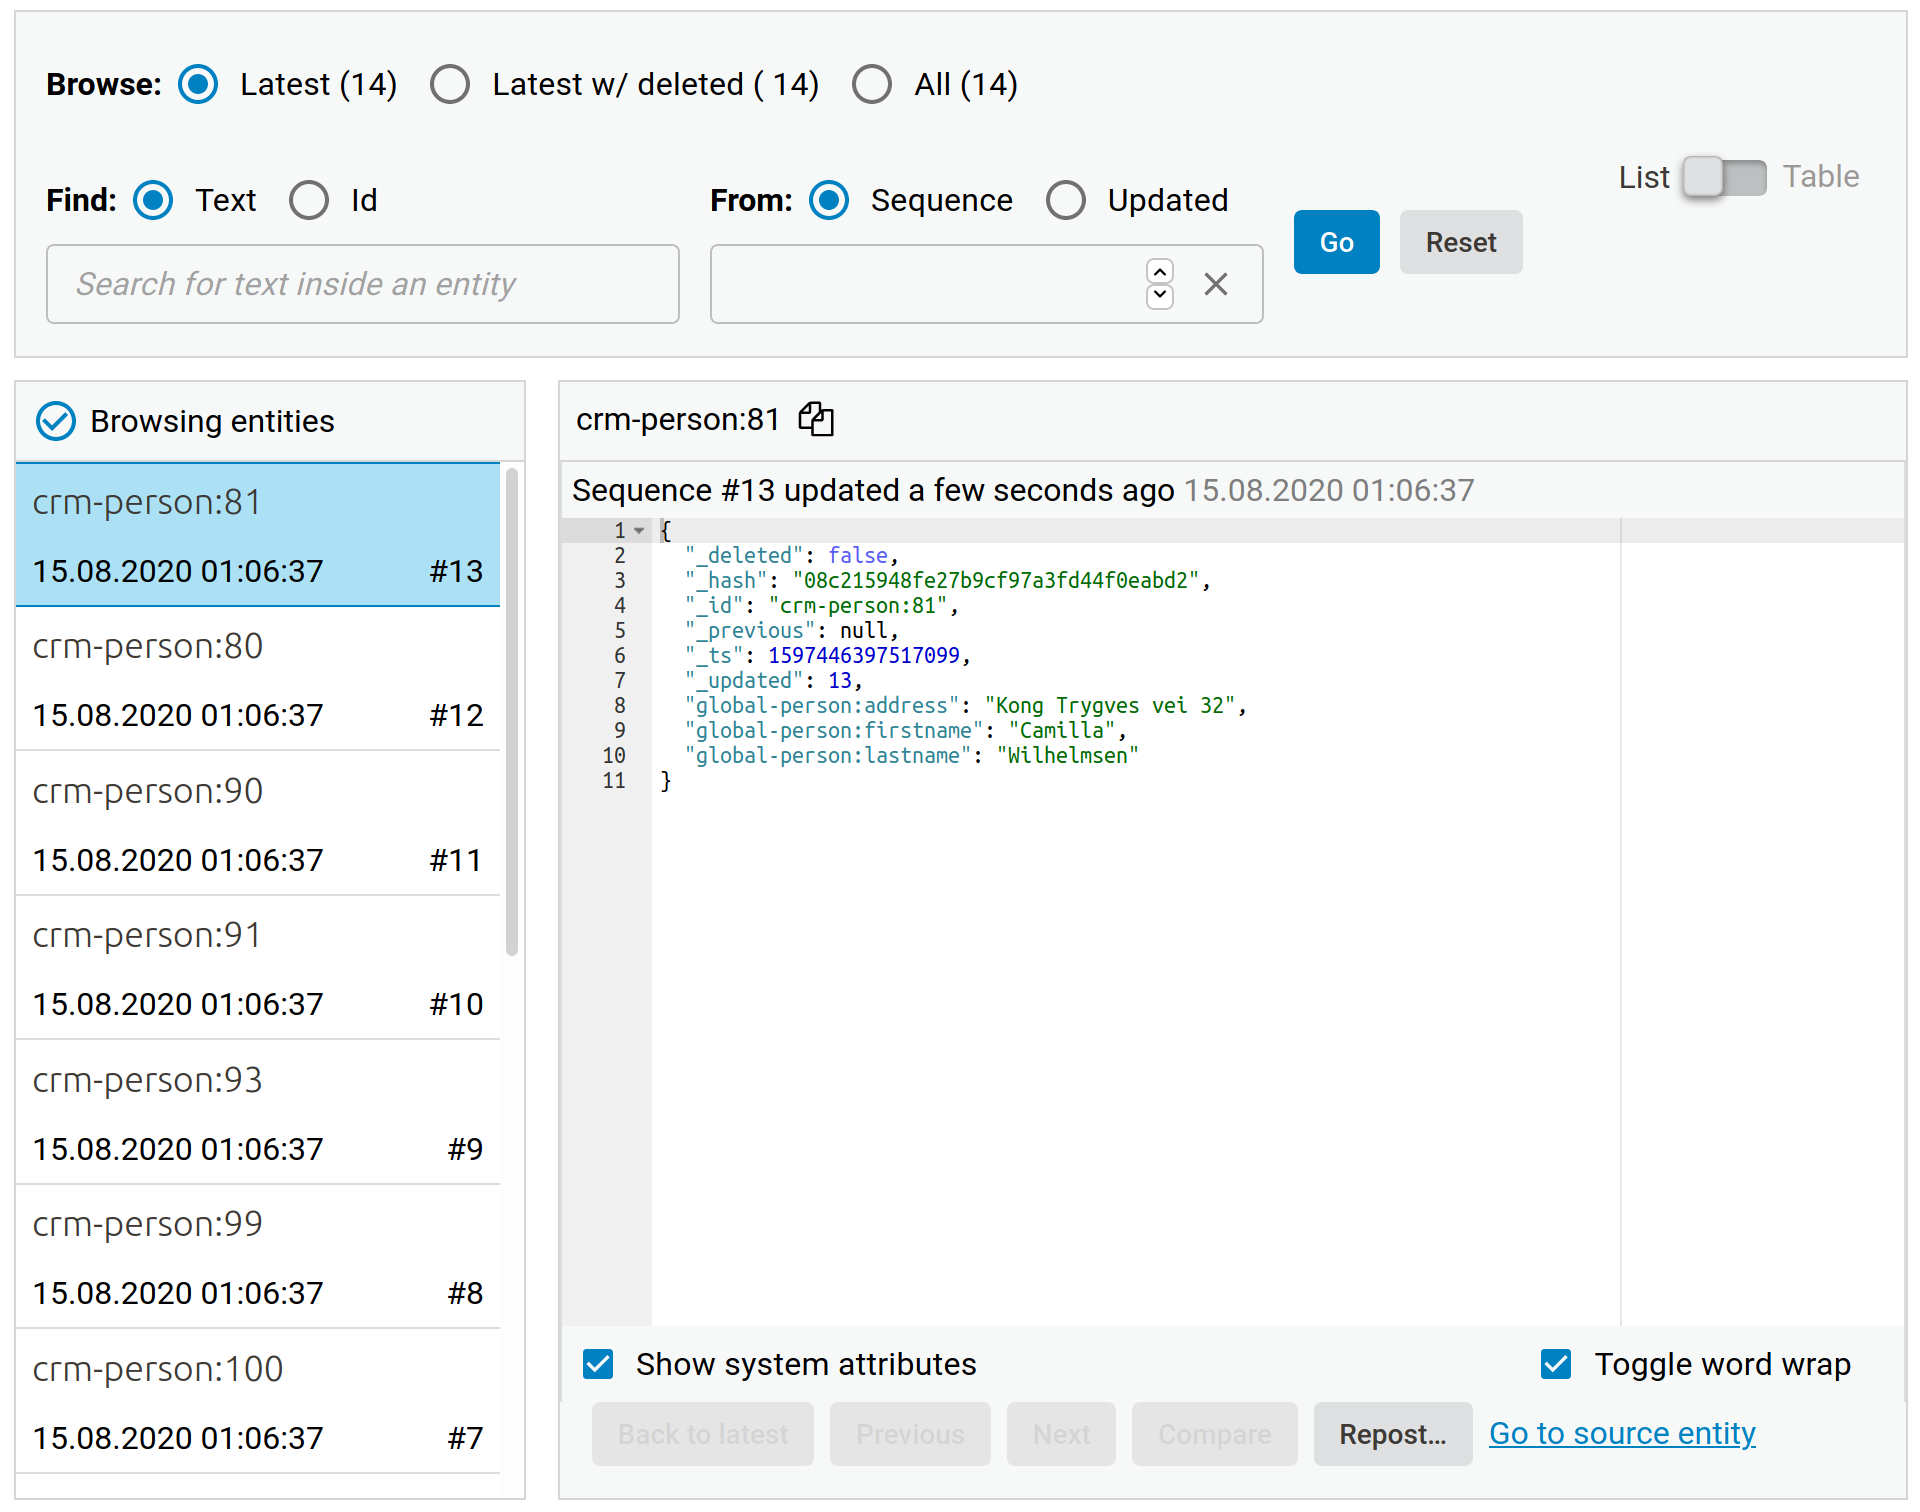 Browse: Latest (14) Latest w/ deleted ( 14) All (14)
List Table
Find: Text Id From: Sequence Updated
Go Reset
Search for text inside an entity
Browsing entities
crm-person:81
15.08.2020 01:06:37 #13
crm-person:80
15.08.2020 01:06:37 #12
crm-person:90
15.08.2020 01:06:37 #11
crm-person:91
15.08.2020 01:06:37 #10
crm-person:93
15.08.2020 01:06:37 #9
crm-person:99
15.08.2020 01:06:37 #8
crm-person:100
15.08.2020 01:06:37 #7
crm-person:81
Sequence #13 updated a few seconds ago 15.08.2020 01:06:37
1 {
2 "_deleted": false,
3 "_hash": "08c215948fe27b9cf97a3fd44f0eabd2",
4 "_id": "crm-person:81",
5 "_previous": null,
6 "_ts": 1597446397517099,
7 "_updated": 13,
8 "global-person:address": "Kong Trygves vei 32",
9 "global-person:firstname": "Camilla",
10 "global-person:lastname": "Wilhelmsen"
11 }
Show system attributes Toggle word wrap
Back to latest Previous Next Compare Repost... Go to source entity